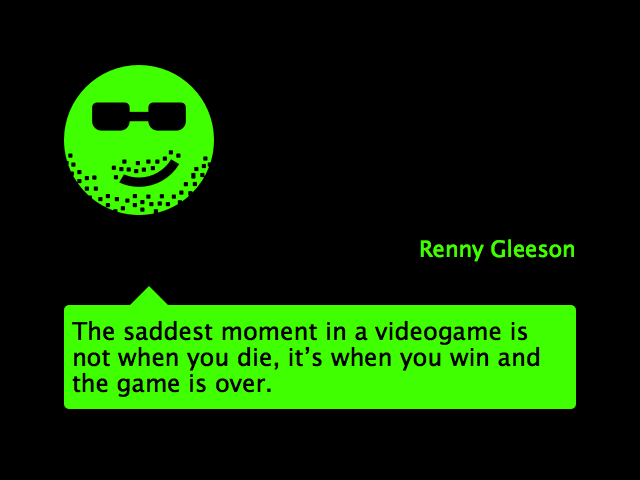 Renny Gleeson
The saddest moment in a videogame is
not when you die, it’s when you win and
the game is over.